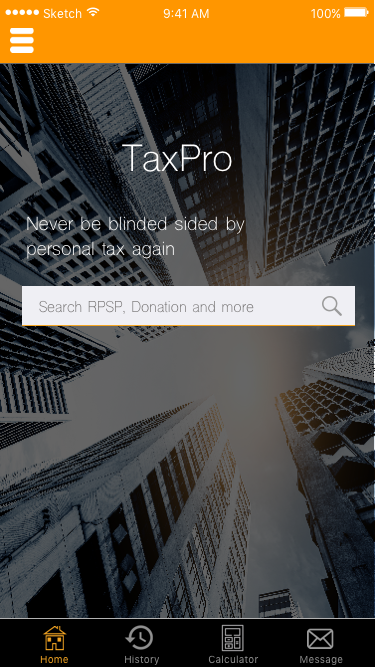 Sketch 9:41 AM 100%
TaxPro
Never be blinded sided by
personal tax again
Search RPSP, Donation and more
Home History Calculator Message